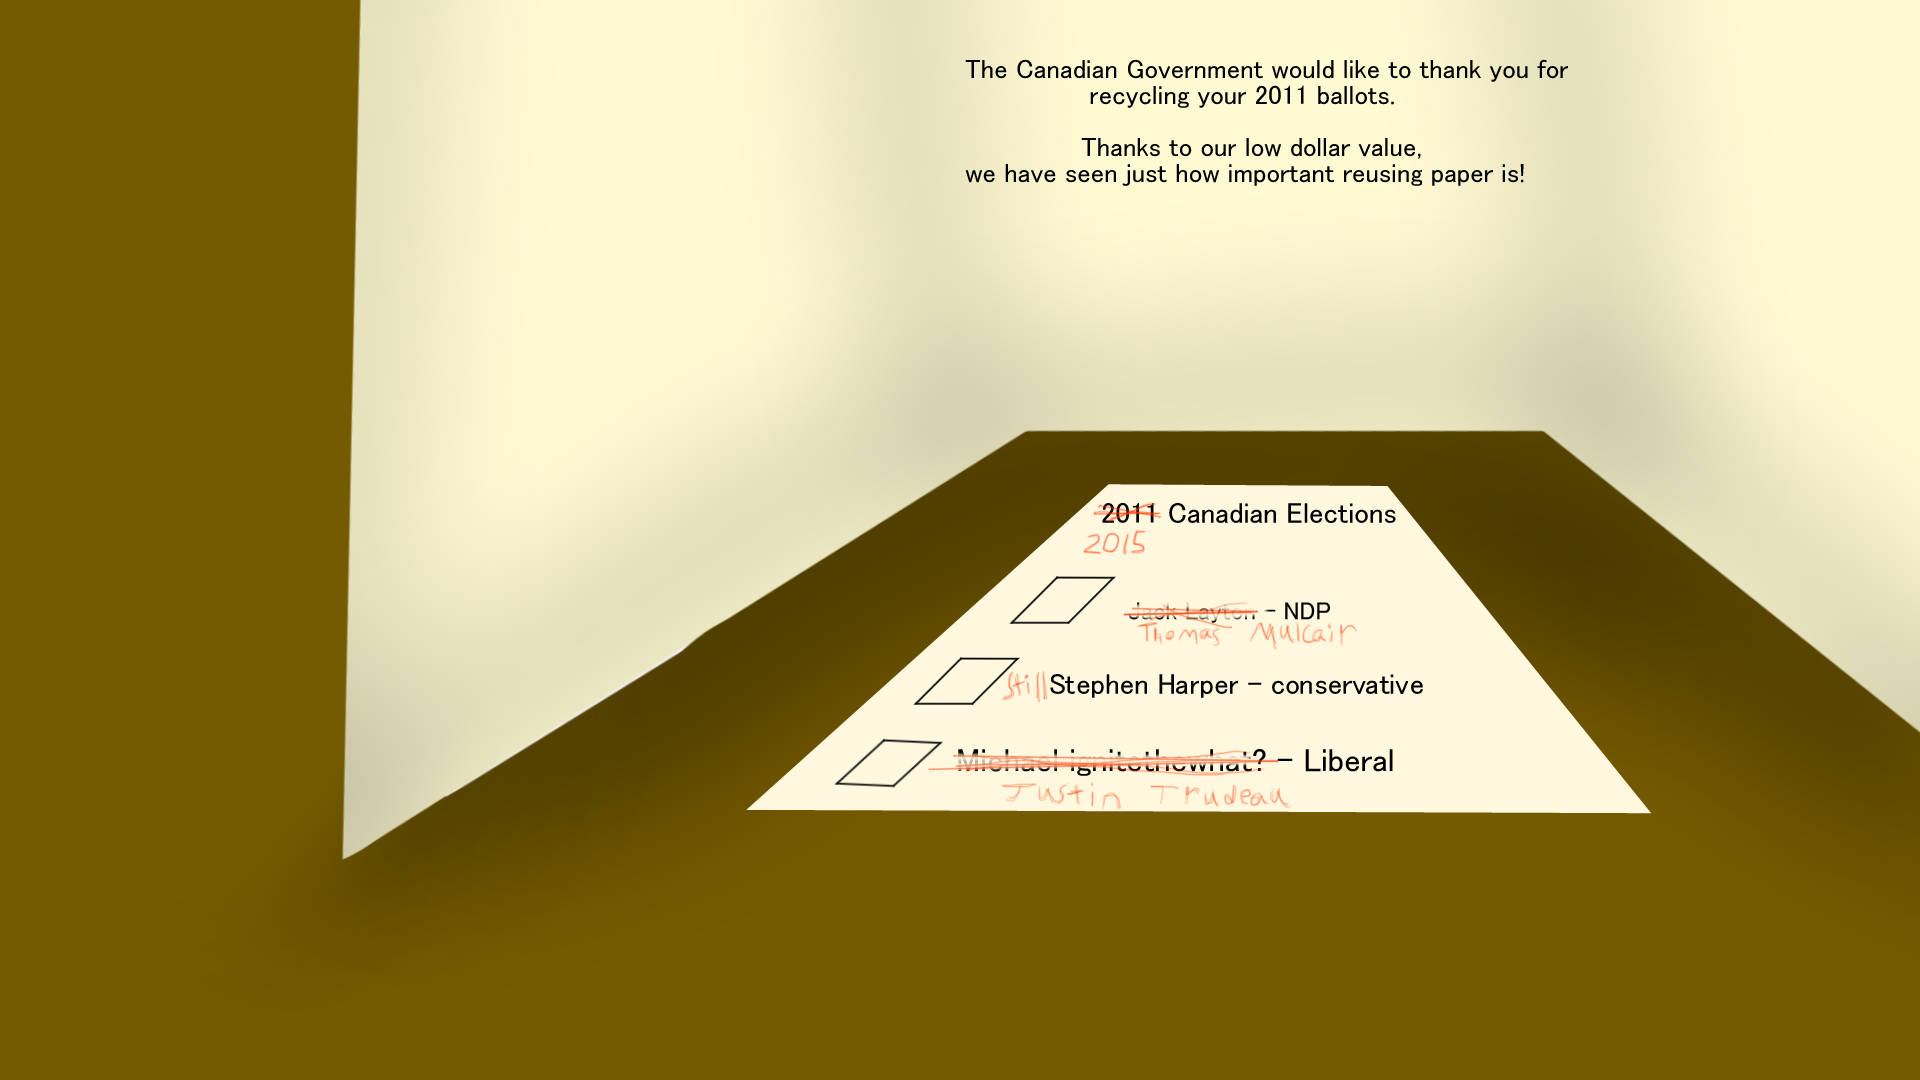 The Canadian Government would like to thank you for
recycling your 2011 ballots.
Thanks to our low dollar value,
we have seen just how important reusing paper is!
2011 Canadian Elections
2015
Jack Layton - NDP
Thomas Mulcair
Still Stephen Harper - conservative
Michael ignitethewhat? - Liberal
Justin Trudeau